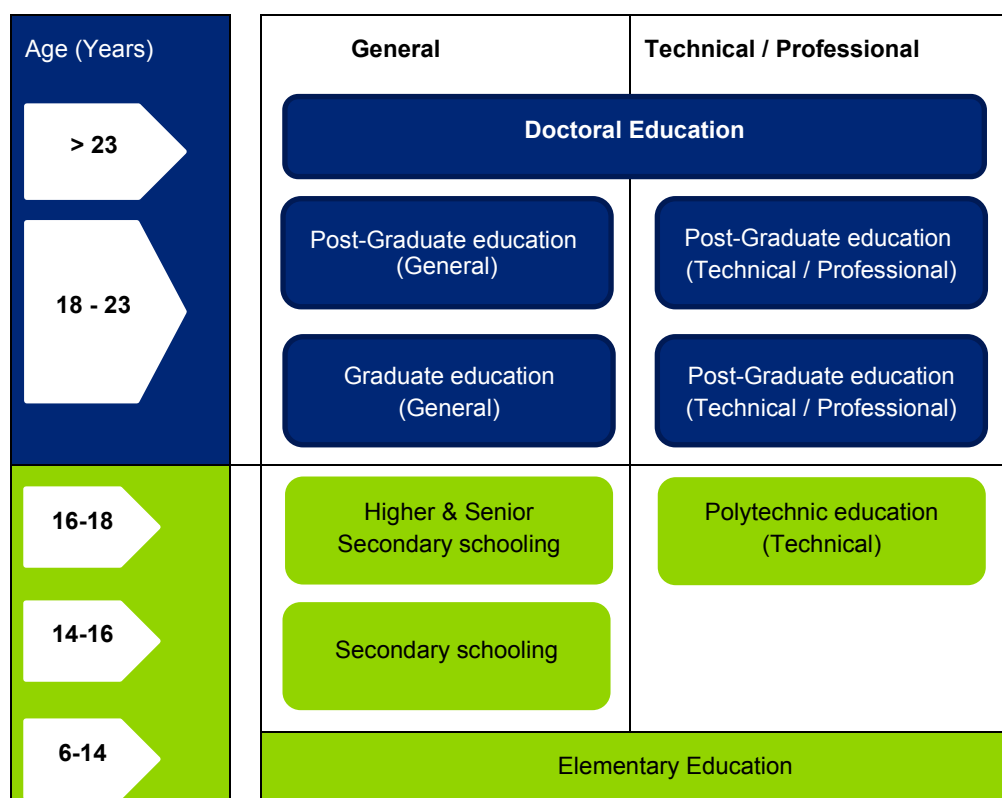 Age (Years)
General
Technical / Professional
> 23
Doctoral Education
18 - 23
Post-Graduate education
(General)
Post-Graduate education
(Technical / Professional)
Graduate education
(General)
Post-Graduate education
(Technical / Professional)
16-18
Higher & Senior
Secondary schooling
Polytechnic education
(Technical)
14-16
Secondary schooling
6-14
Elementary Education